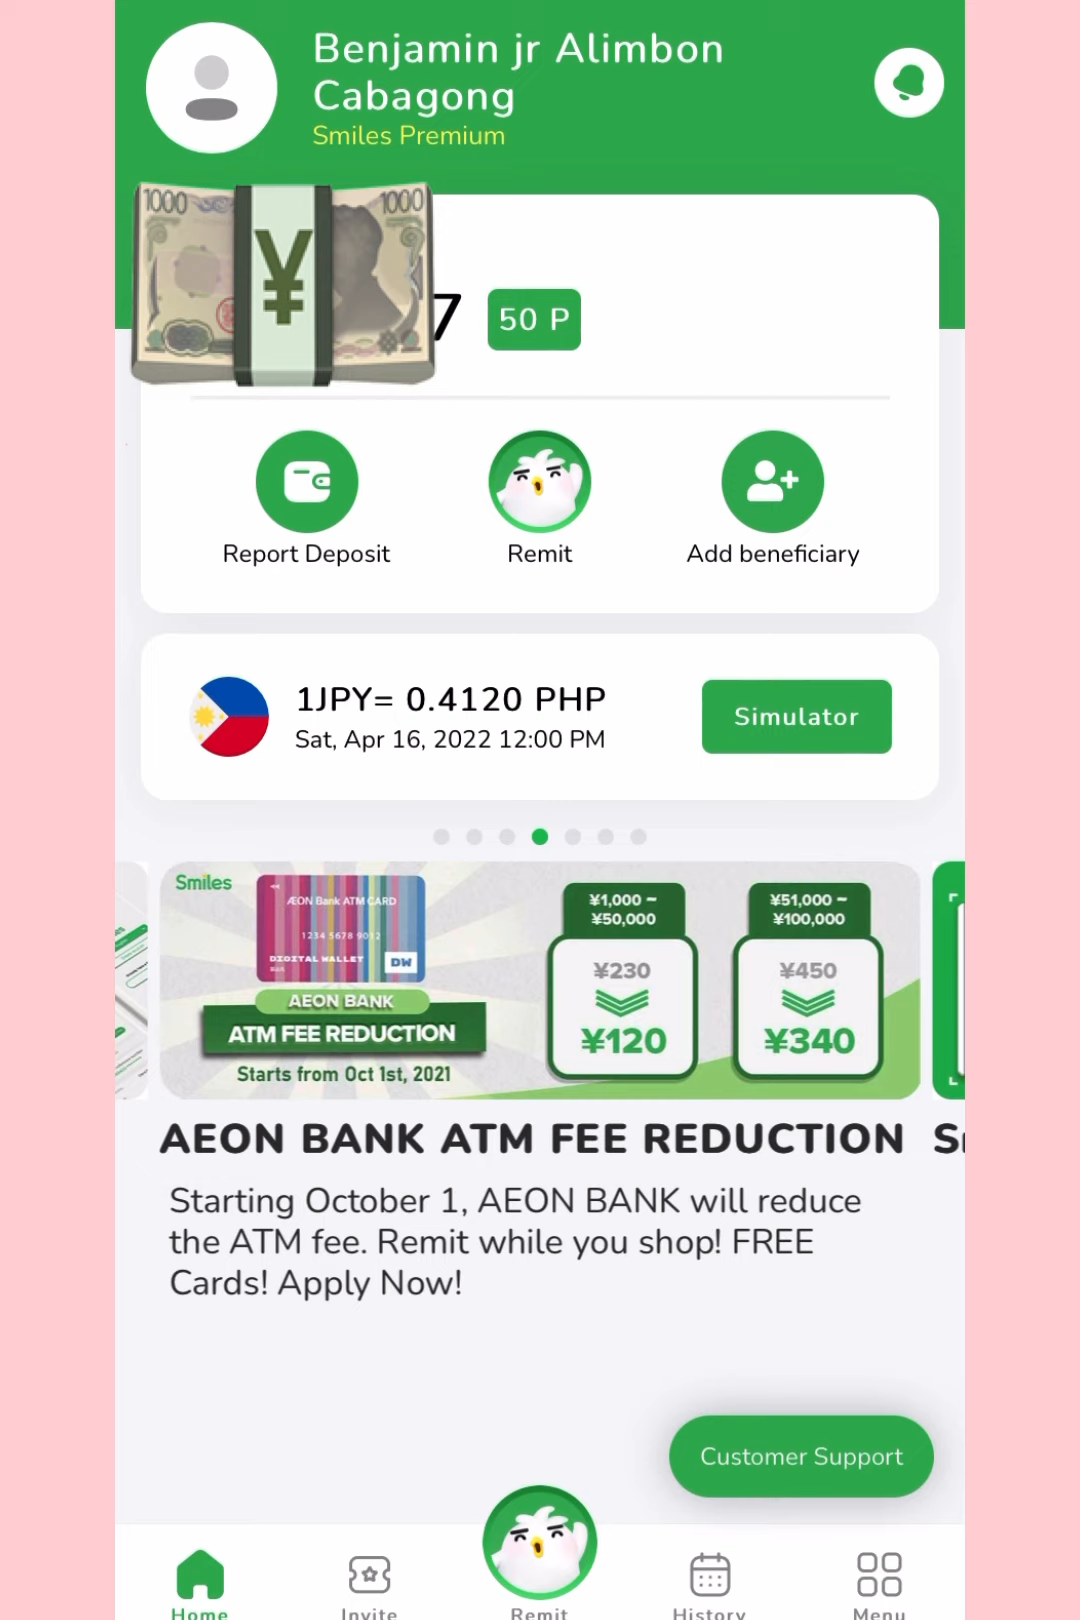 Benjamin jr Alimbon
Cabagong
Smiles Premium
1000
1000
¥
7
50 P
Report Deposit
Remit
Add beneficiary
1JPY= 0.4120 PHP
Sat, Apr 16, 2022 12:00 PM
Simulator
Smiles
ÆON Bank ATM CARD
1234 5678 9012
DIGITAL WALLET
DW
AEON BANK
ATM FEE REDUCTION
Starts from Oct 1st, 2021
¥1,000 ~
¥50,000
¥230
¥120
¥51,000 ~
¥100,000
¥450
¥340
AEON BANK ATM FEE REDUCTION
Starting October 1, AEON BANK will reduce
the ATM fee. Remit while you shop! FREE
Cards! Apply Now!
Customer Support
Home
Invite
Remit
History
Menu